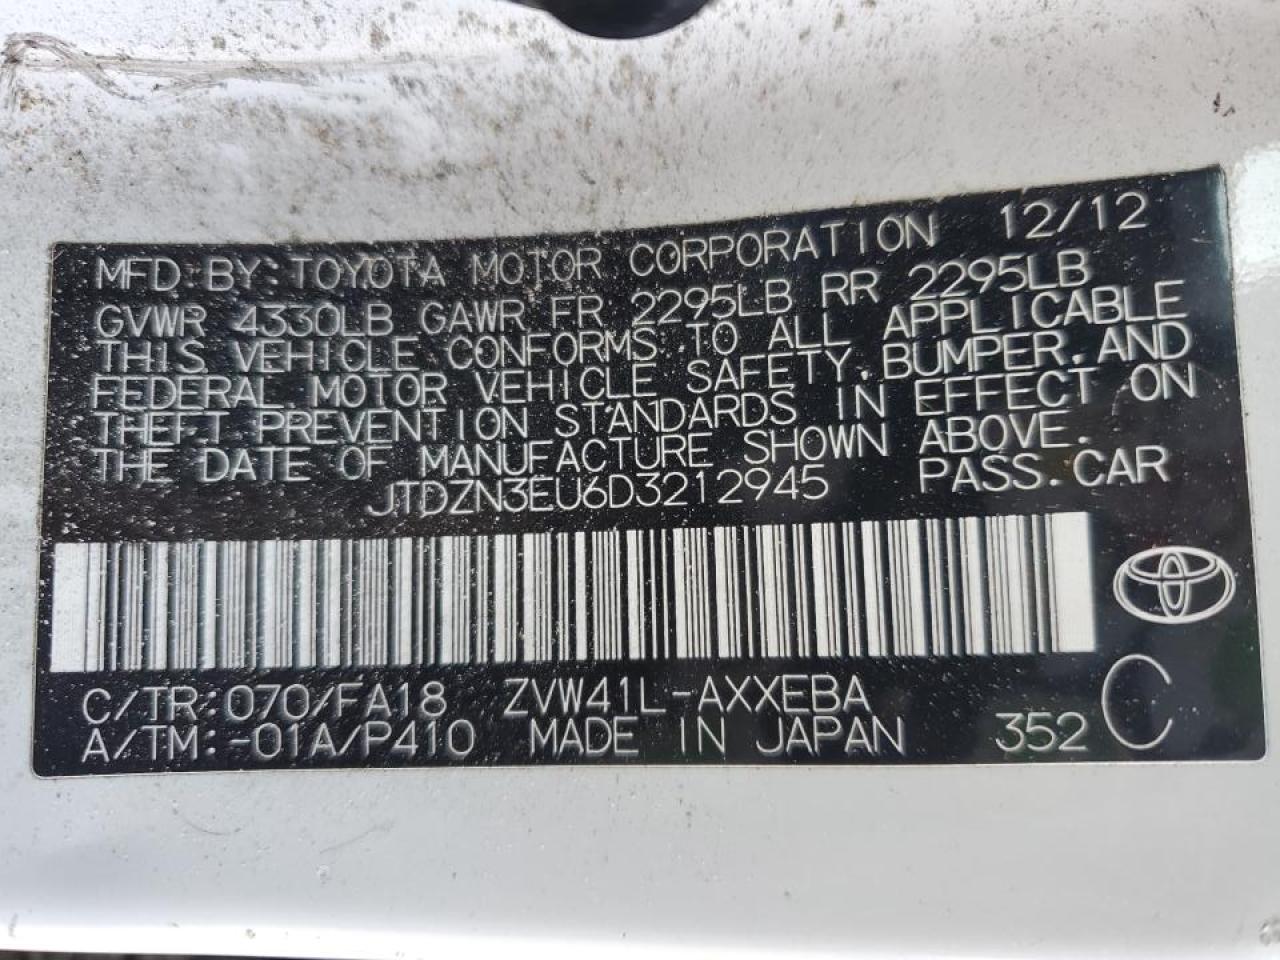 MFD. BY: TOYOTA MOTOR CORPORATION 12/12
GVWR 4330LB GAWR FR 2295LB RR 2295LB
THIS VEHICLE CONFORMS TO ALL APPLICABLE
FEDERAL MOTOR VEHICLE SAFETY, BUMPER, AND
THEFT PREVENTION STANDARDS IN EFFECT ON
THE DATE OF MANUFACTURE SHOWN ABOVE.
JTDZN3EU6D3212945 PASS. CAR
C/TR: 070/FA18 ZVW41L-AXXEBA
A/TM: -01A/P410 MADE IN JAPAN 352 C